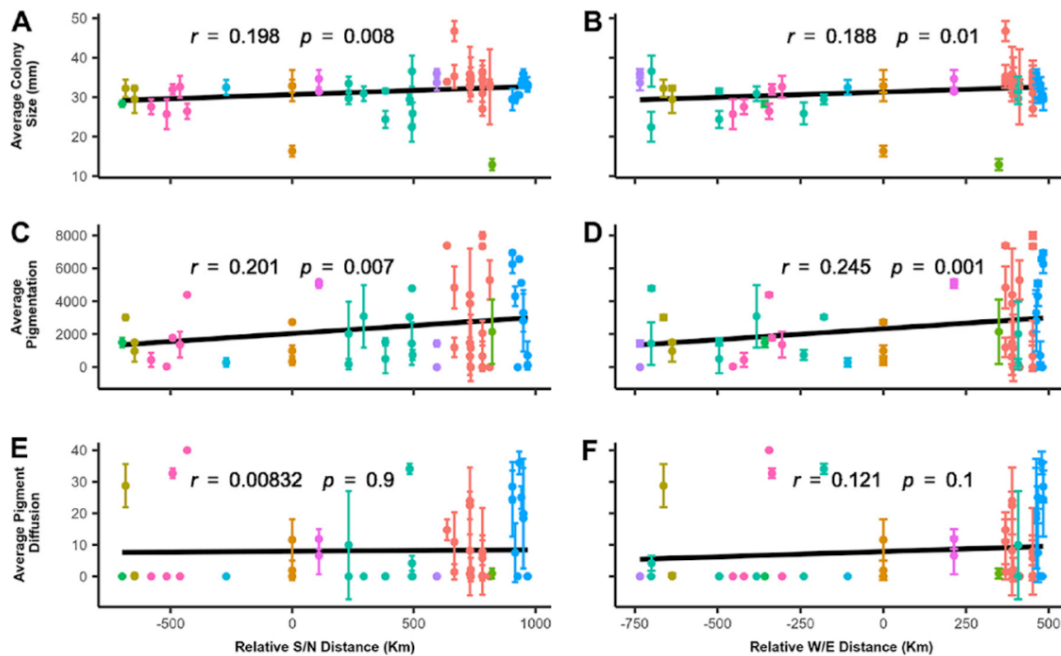 A
B
50
40
30
20
10
Average Colony
Size (mm)
r = 0.198 p = 0.008
r = 0.188 p = 0.01
-500
0
500
1000
-750
-500
-250
0
250
500
C
D
8000
6000
4000
2000
0
Average
Pigmentation
r = 0.201 p = 0.007
r = 0.245 p = 0.001
E
F
40
30
20
10
0
Average Pigment
Diffusion
r = 0.00832 p = 0.9
r = 0.121 p = 0.1
Relative S/N Distance (Km)
Relative W/E Distance (Km)